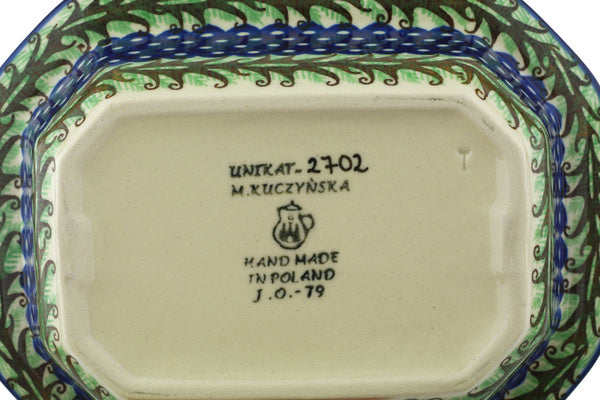 UNIKAT-2702
M.KUCZYŃSKA
HAND MADE
IN POLAND
J.O.-79
T